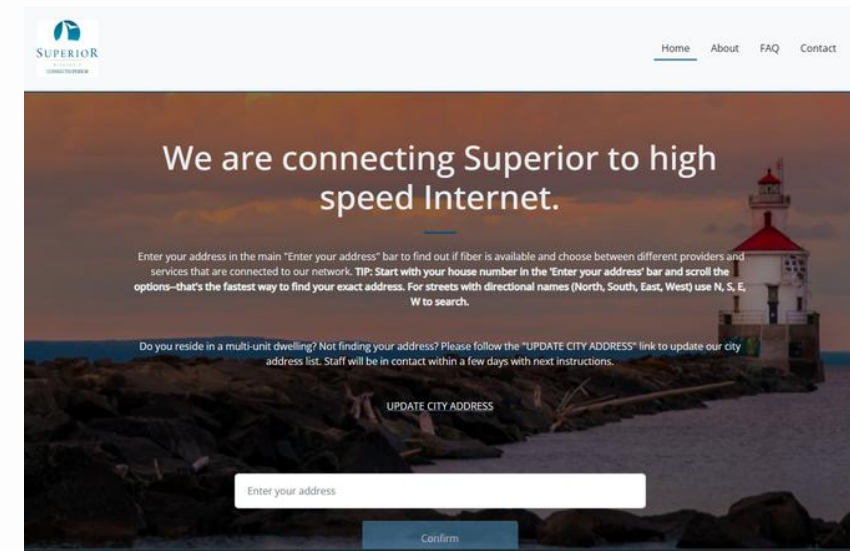 SUPERIOR
Home About FAQ Contact
We are connecting Superior to high
speed Internet.
Enter your address in the main "Enter your address" bar to find out if fiber is available and choose between different providers and
services that are connected to our network. TIP: Start with your house number in the 'Enter your address' bar and scroll the
options--that's the fastest way to find your exact address. For streets with directional names (North, South, East, West) use N, S, E,
W to search.
Do you reside in a multi-unit dwelling? Not finding your address? Please follow the "UPDATE CITY ADDRESS" link to update our city
address list. Staff will be in contact within a few days with next instructions.
UPDATE CITY ADDRESS
Enter your address
Confirm